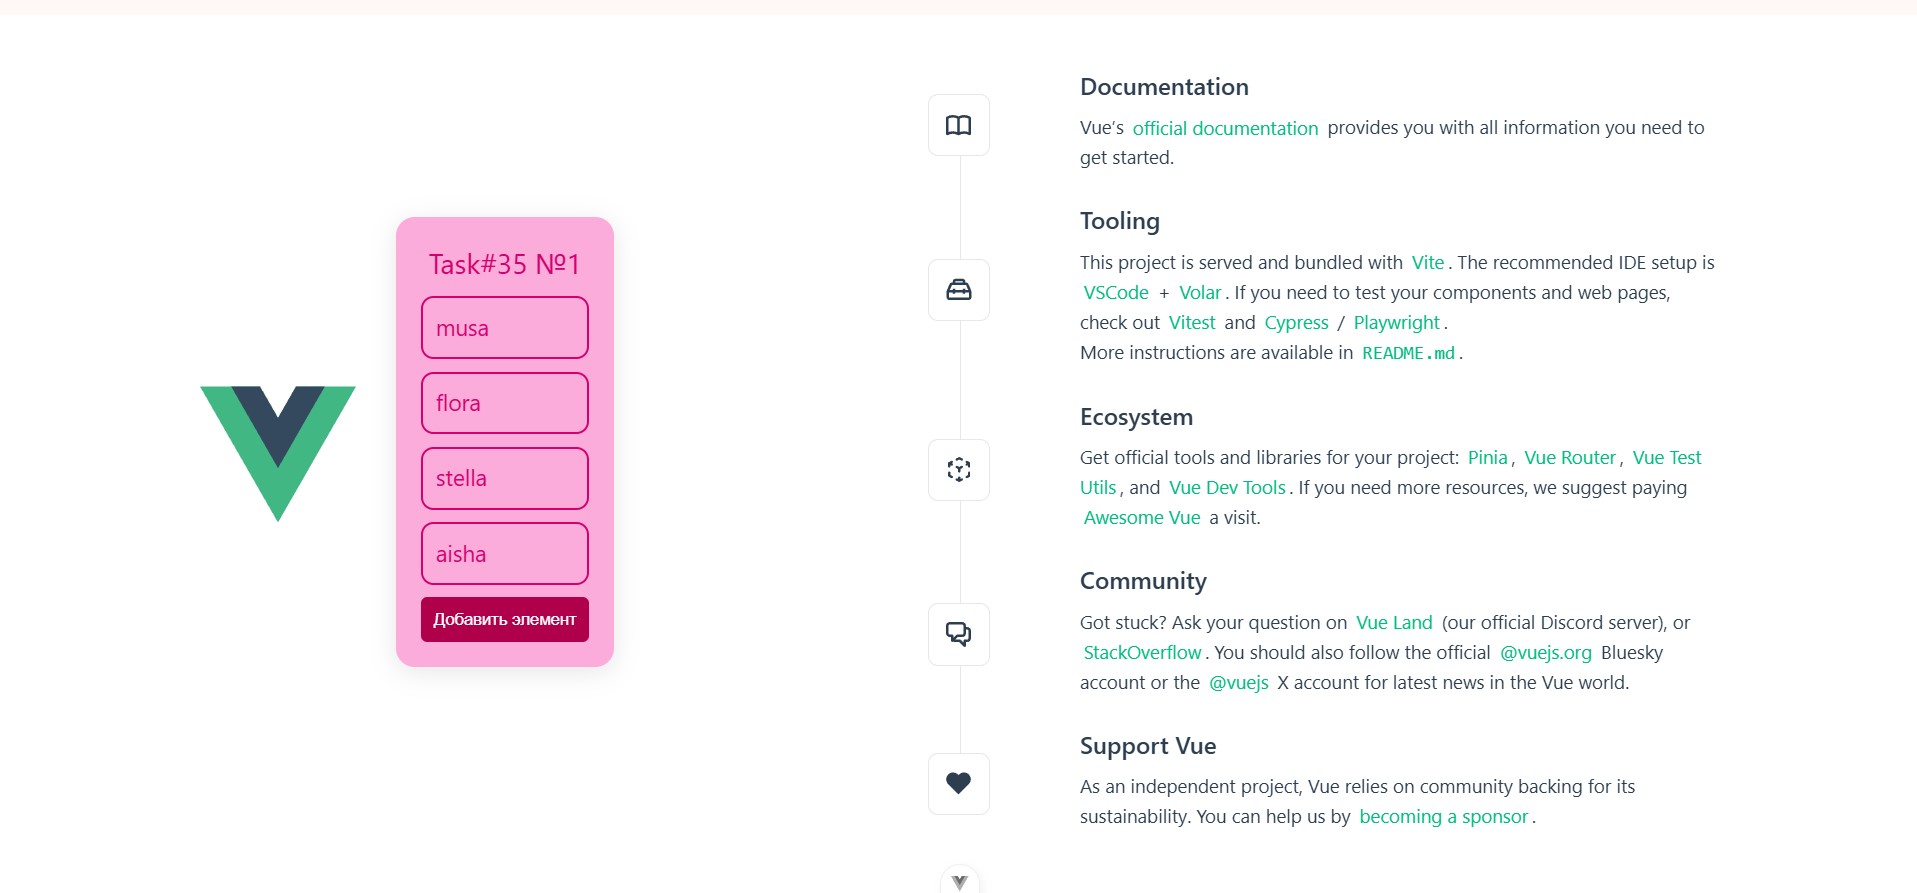 Task#35 №1
musa
flora
stella
aisha
Добавить элемент
Documentation
Vue’s official documentation provides you with all information you need to
get started.
Tooling
This project is served and bundled with Vite. The recommended IDE setup is
VSCode + Volar. If you need to test your components and web pages,
check out Vitest and Cypress / Playwright.
More instructions are available in README.md.
Ecosystem
Get official tools and libraries for your project: Pinia, Vue Router, Vue Test
Utils, and Vue Dev Tools. If you need more resources, we suggest paying
Awesome Vue a visit.
Community
Got stuck? Ask your question on Vue Land (our official Discord server), or
StackOverflow. You should also follow the official @vuejs.org Bluesky
account or the @vuejs X account for latest news in the Vue world.
Support Vue
As an independent project, Vue relies on community backing for its
sustainability. You can help us by becoming a sponsor.